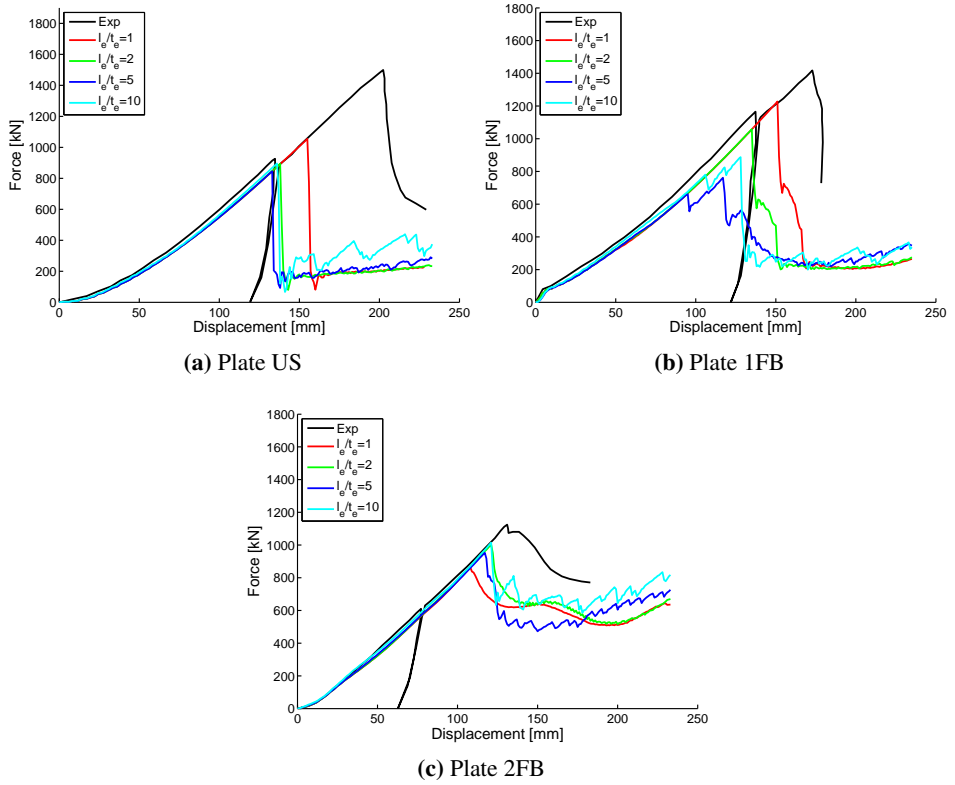 1800
1600
1400
1200
1000
800
600
400
200
0
Force [kN]
Exp
l_e/t_e=1
l_e/t_e=2
l_e/t_e=5
l_e/t_e=10
0 50 100 150 200 250
Displacement [mm]
(a) Plate US
1800
1600
1400
1200
1000
800
600
400
200
0
Force [kN]
Exp
l_e/t_e=1
l_e/t_e=2
l_e/t_e=5
l_e/t_e=10
0 50 100 150 200 250
Displacement [mm]
(b) Plate 1FB
1800
1600
1400
1200
1000
800
600
400
200
0
Force [kN]
Exp
l_e/t_e=1
l_e/t_e=2
l_e/t_e=5
l_e/t_e=10
0 50 100 150 200 250
Displacement [mm]
(c) Plate 2FB